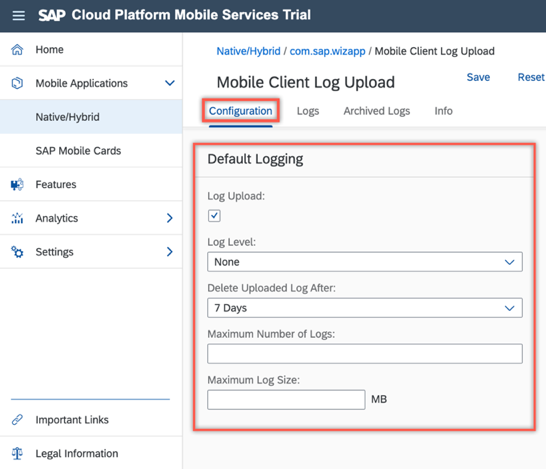 SAP Cloud Platform Mobile Services Trial
Home
Mobile Applications
Native/Hybrid
SAP Mobile Cards
Features
Analytics
Settings
Important Links
Legal Information
Native/Hybrid / com.sap.wizapp / Mobile Client Log Upload
Mobile Client Log Upload
Save Reset
Configuration Logs Archived Logs Info
Default Logging
Log Upload:
Log Level:
None
Delete Uploaded Log After:
7 Days
Maximum Number of Logs:
Maximum Log Size:
MB